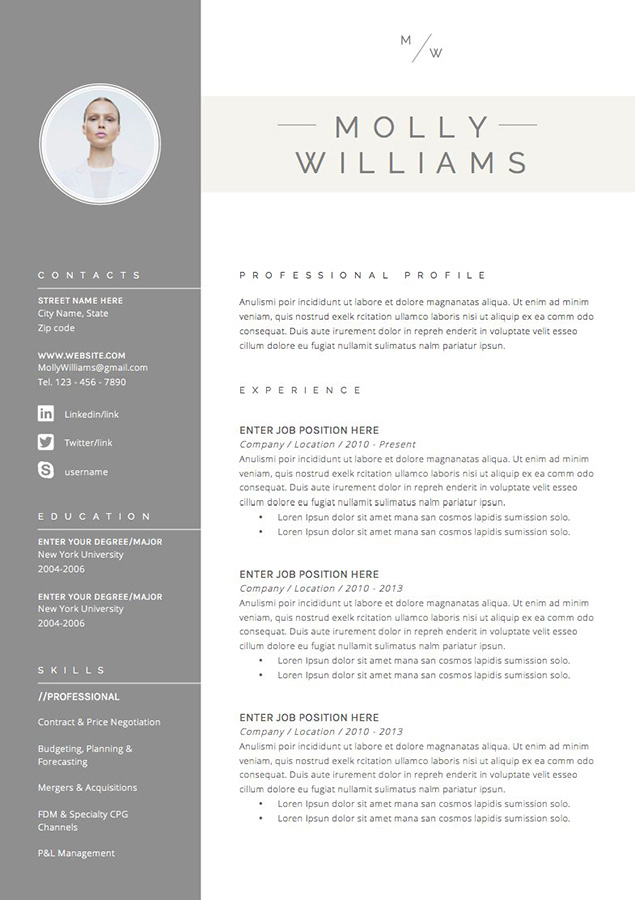 M
W
MOLLY
WILLIAMS
CONTACTS
STREET NAME HERE
City Name, State
Zip code
WWW.WEBSITE.COM
MollyWilliams@gmail.com
Tel. 123 - 456 - 7890
Linkedin/link
Twitter/link
username
EDUCATION
ENTER YOUR DEGREE/MAJOR
New York University
2004-2006
ENTER YOUR DEGREE/MAJOR
New York University
2004-2006
SKILLS
//PROFESSIONAL
Contract & Price Negotiation
Budgeting, Planning &
Forecasting
Mergers & Acquisitions
FDM & Specialty CPG
Channels
P&L Management
PROFESSIONAL PROFILE
Anulismi poir incididunt ut labore et dolore magnanatas aliqua. Ut enim ad minim
veniam, quis nostrud exelk rcitation ullamco laboris nisi ut aliquip ex ea commodo
consequat. Duis aute irurement dolor in repreh enderit in voluptate velit esseo
cillum dolore eu fugiat nullamit sulimatus nalum pariatur ipsun.
EXPERIENCE
ENTER JOB POSITION HERE
Company / Location / 2010 - Present
Anulismi poir incididunt ut labore et dolore magnanatas aliqua. Ut enim ad minim
veniam, quis nostrud exelk rcitation ullamco laboris nisi ut aliquip ex ea como odn
consequat. Duis aute irurement dolor in repreh enderit in voluptate velit esseo
cillum dolore eu fugiat nullamit sulimatus nalum pariatur ipsun.
• Loren Ipsun dolor sit amet mana san cosmos lapidis sumission solo.
• Loren Ipsun dolor sit amet mana san cosmos lapidis sumission solo.
ENTER JOB POSITION HERE
Company / Location / 2010 - 2013
Anulismi poir incididunt ut labore et dolore magnanatas aliqua. Ut enim ad minim
veniam, quis nostrud exelk rcitation ullamco laboris nisi ut aliquip ex ea como odn
consequat. Duis aute irurement dolor in repreh enderit in voluptate velit esseo
cillum dolore eu fugiat nullamit sulimatus nalum pariatur ipsun.
• Loren Ipsun dolor sit amet mana san cosmos lapidis sumission solo.
• Loren Ipsun dolor sit amet mana san cosmos lapidis sumission solo.
ENTER JOB POSITION HERE
Company / Location / 2010 - 2013
Anulismi poir incididunt ut labore et dolore magnanatas aliqua. Ut enim ad minim
veniam, quis nostrud exelk rcitation ullamco laboris nisi ut aliquip ex ea como odn
consequat. Duis aute irurement dolor in repreh enderit in voluptate velit esseo
cillum dolore eu fugiat nullamit sulimatus nalum pariatur ipsun.
• Loren Ipsun dolor sit amet mana san cosmos lapidis sumission solo.
• Loren Ipsun dolor sit amet mana san cosmos lapidis sumission solo.